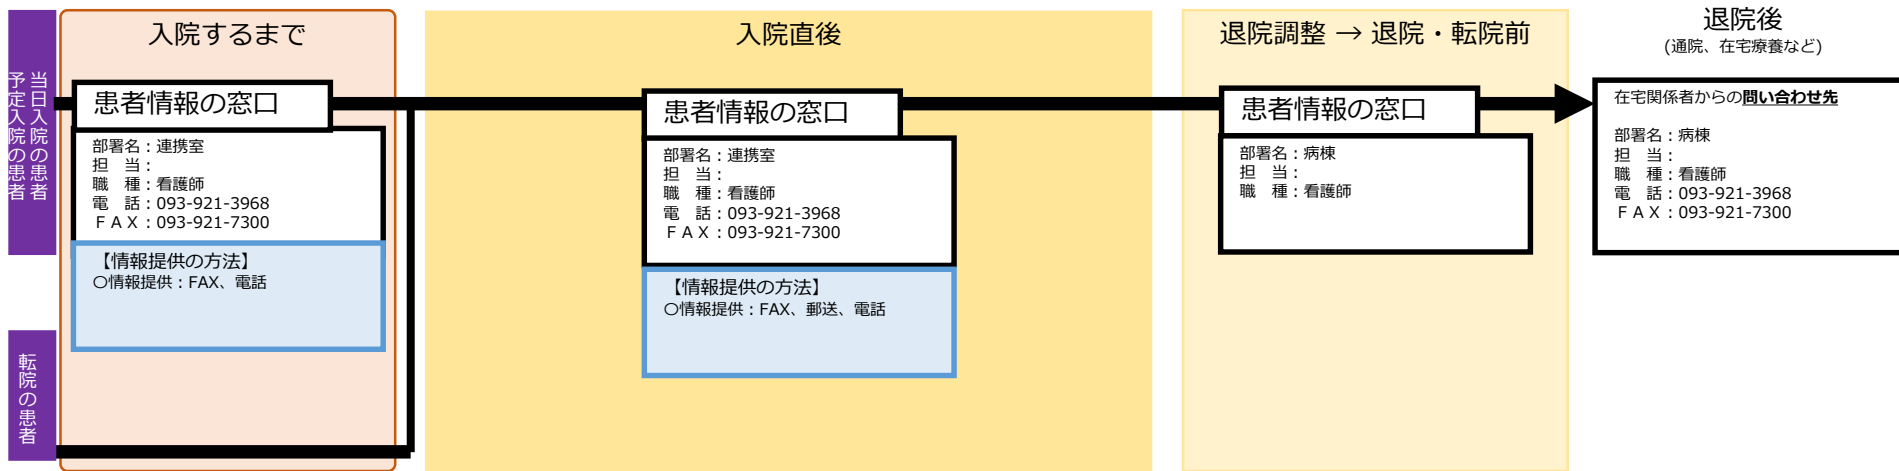 当日入院の患者
予定入院の患者
転院の患者
入院するまで
患者情報の窓口
部署名：連携室
担　当：
職　種：看護師
電　話：093-921-3968
ＦＡＸ：093-921-7300
【情報提供の方法】
〇情報提供：FAX、電話
入院直後
患者情報の窓口
部署名：連携室
担　当：
職　種：看護師
電　話：093-921-3968
ＦＡＸ：093-921-7300
【情報提供の方法】
〇情報提供：FAX、郵送、電話
退院調整 → 退院・転院前
患者情報の窓口
部署名：病棟
担　当：
職　種：看護師
退院後
(通院、在宅療養など)
在宅関係者からの問い合わせ先
部署名：病棟
担　当：
職　種：看護師
電　話：093-921-3968
ＦＡＸ：093-921-7300